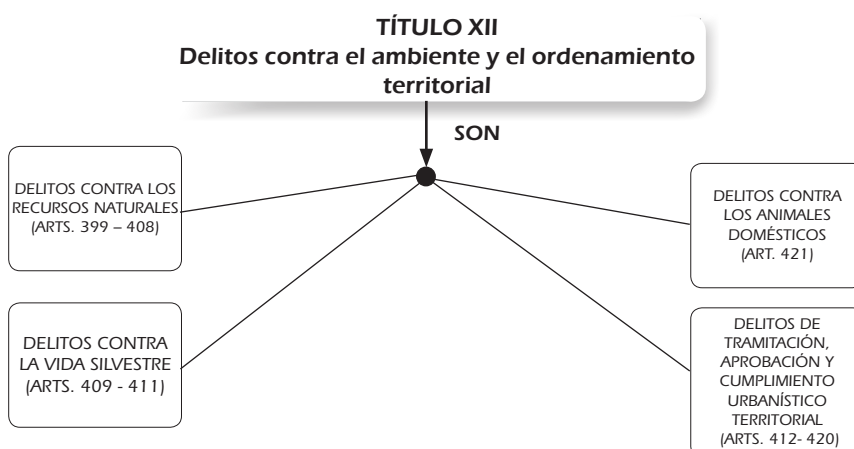 TÍTULO XII
Delitos contra el ambiente y el ordenamiento
territorial
SON
DELITOS CONTRA LOS
RECURSOS NATURALES
(ARTS. 399 – 408)
DELITOS CONTRA
LOS ANIMALES
DOMÉSTICOS
(ART. 421)
DELITOS CONTRA
LA VIDA SILVESTRE
(ARTS. 409 - 411)
DELITOS DE
TRAMITACIÓN,
APROBACIÓN Y
CUMPLIMIENTO
URBANÍSTICO
TERRITORIAL
(ARTS. 412- 420)